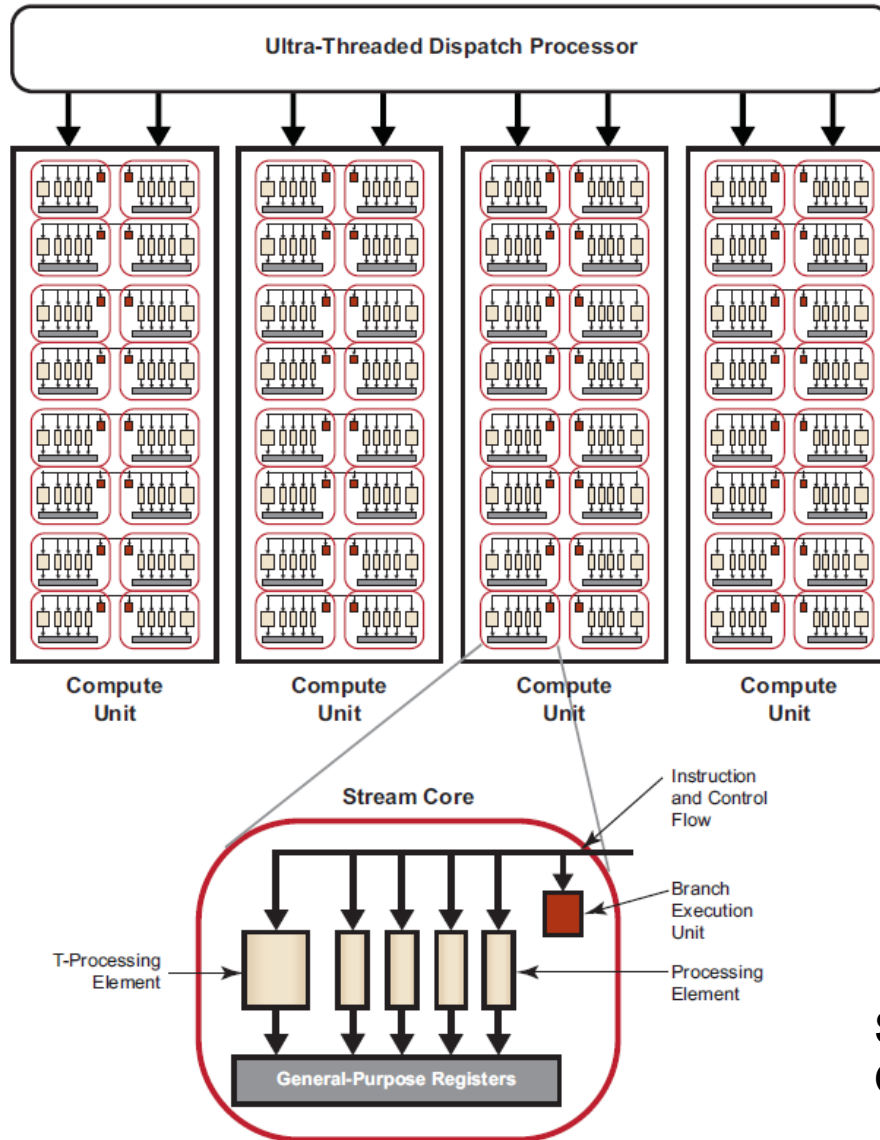 Ultra-Threaded Dispatch Processor
Compute
Unit
Compute
Unit
Compute
Unit
Compute
Unit
Stream Core
Instruction
and Control
Flow
Branch
Execution
Unit
T-Processing
Element
Processing
Element
General-Purpose Registers